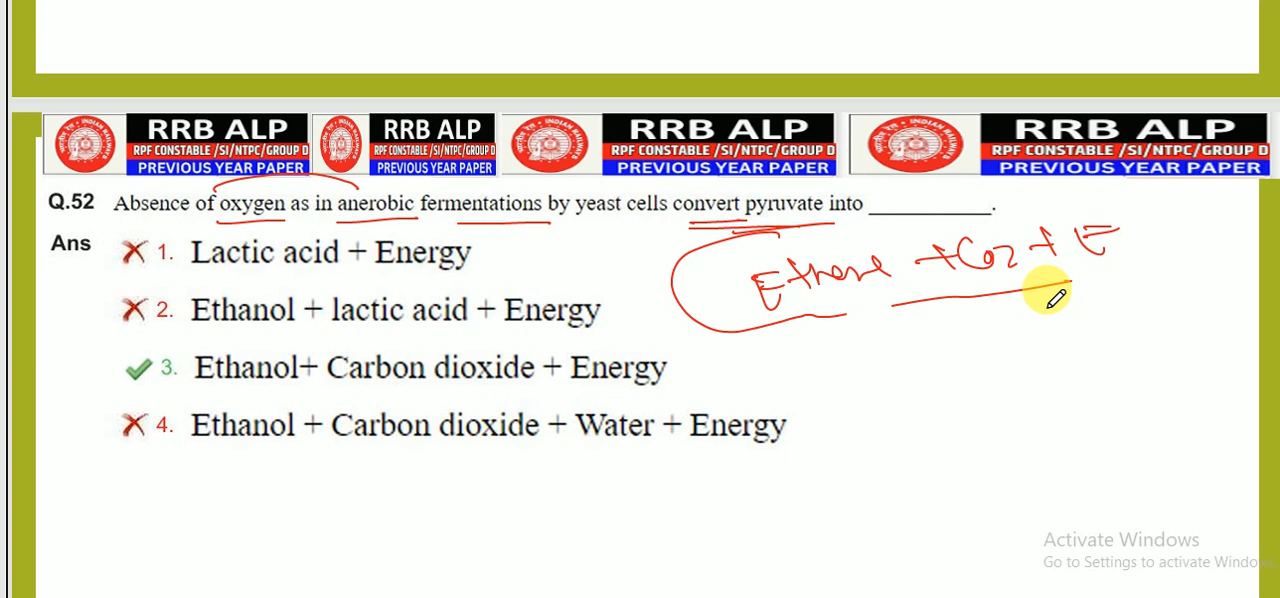 RRB ALP RRB ALP RRB ALP RRB ALP
RPF CONSTABLE /SI/NTPC/GROUP D RPF CONSTABLE /SI/NTPC/GROUP D RPF CONSTABLE /SI/NTPC/GROUP D RPF CONSTABLE /SI/NTPC/GROUP D
PREVIOUS YEAR PAPER PREVIOUS YEAR PAPER PREVIOUS YEAR PAPER PREVIOUS YEAR PAPER
Q.52 Absence of oxygen as in anerobic fermentations by yeast cells convert pyruvate into ____________.
Ans 1. Lactic acid + Energy
+ CO2 + E
2. Ethanol + lactic acid + Energy
3. Ethanol+ Carbon dioxide + Energy
4. Ethanol + Carbon dioxide + Water + Energy
Activate Windows
Go to Settings to activate Windo